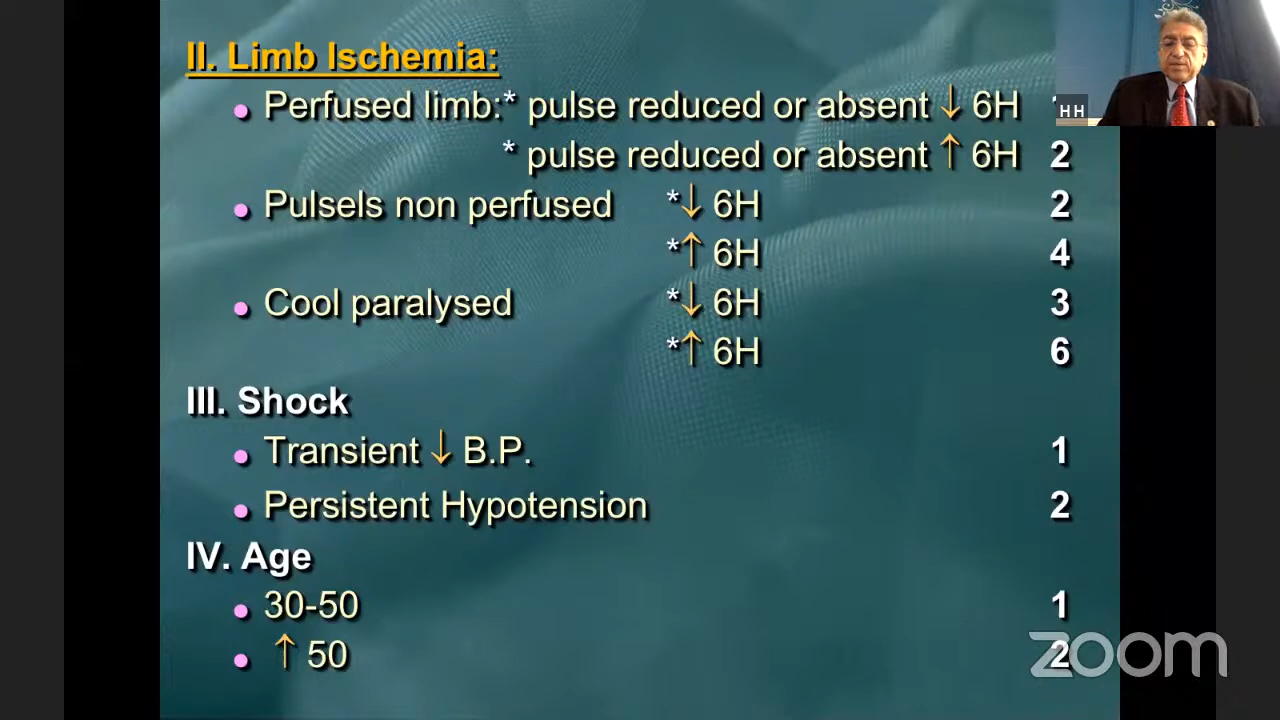 II. Limb Ischemia:
• Perfused limb:* pulse reduced or absent ↓ 6H
* pulse reduced or absent ↑ 6H 2
• Pulsels non perfused *↓ 6H 2
*↑ 6H 4
• Cool paralysed *↓ 6H 3
*↑ 6H 6
III. Shock
• Transient ↓ B.P. 1
• Persistent Hypotension 2
IV. Age
• 30-50 1
• ↑ 50 2
H H
zoom